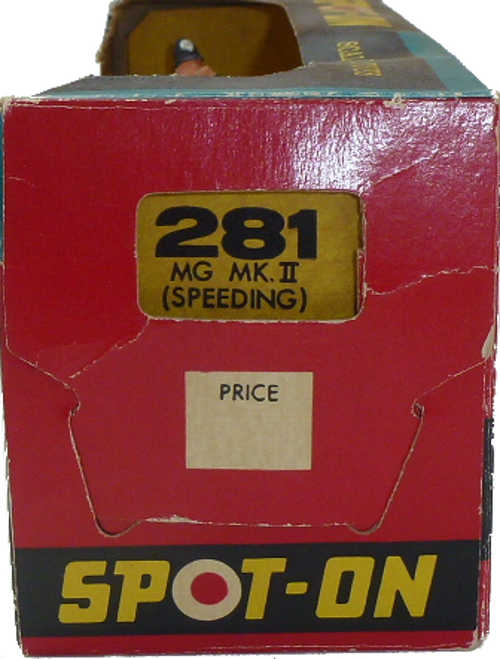 281
MG MK. II
(SPEEDING)
PRICE
SPOT-ON